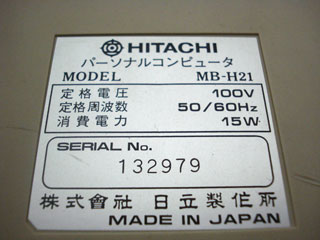 HITACHI
パーソナルコンピュータ
MODEL MB-H21
定格電圧 100V
定格周波数 50/60Hz
消費電力 15W
SERIAL No.
132979
株式會社 日立製作所
MADE IN JAPAN